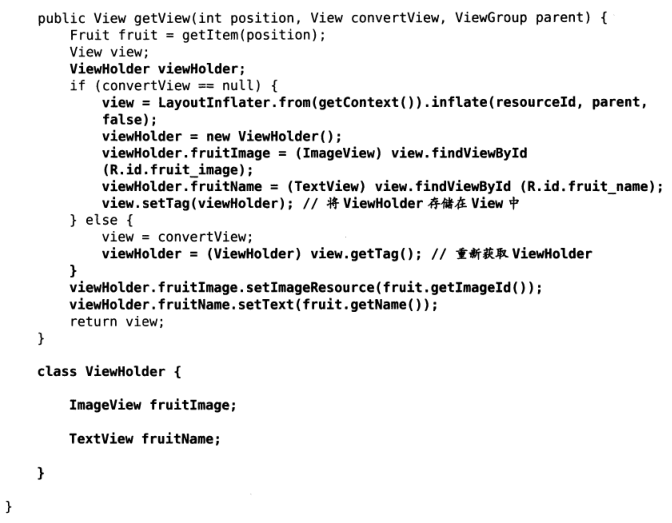 public View getView(int position, View convertView, ViewGroup parent) {
Fruit fruit = getItem(position);
View view;
ViewHolder viewHolder;
if (convertView == null) {
view = LayoutInflater.from(getContext()).inflate(resourceId, parent,
false);
viewHolder = new ViewHolder();
viewHolder.fruitImage = (ImageView) view.findViewById
(R.id.fruit_image);
viewHolder.fruitName = (TextView) view.findViewById (R.id.fruit_name);
view.setTag(viewHolder); // 将 ViewHolder 存储在 View 中
} else {
view = convertView;
viewHolder = (ViewHolder) view.getTag(); // 重新获取 ViewHolder
}
viewHolder.fruitImage.setImageResource(fruit.getImageId());
viewHolder.fruitName.setText(fruit.getName());
return view;
}
class ViewHolder {
ImageView fruitImage;
TextView fruitName;
}
}